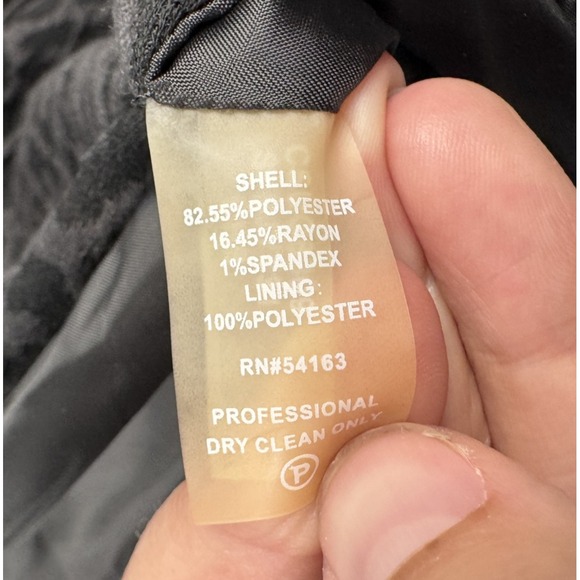 SHELL:
82.55%POLYESTER
16.45%RAYON
1%SPANDEX
LINING:
100%POLYESTER
RN#54163
PROFESSIONAL
DRY CLEAN ONLY
P